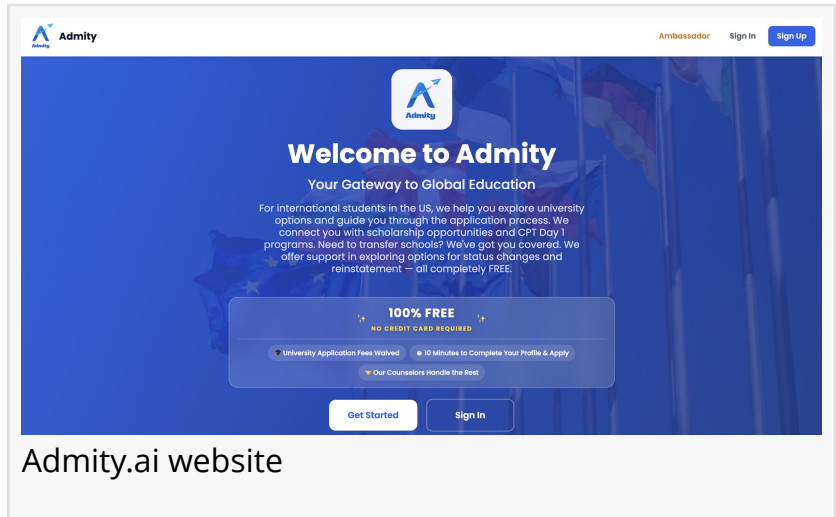 Admity
Admity
Ambassador
Sign In
Sign Up
Admity
Welcome to Admity
Your Gateway to Global Education
For international students in the US, we help you explore university
options and guide you through the application process. We
connect you with scholarship opportunities and CPT Day 1
programs. Need to transfer schools? We've got you covered. We
offer support in exploring options for status changes and
reinstatement — all completely FREE.
100% FREE
NO CREDIT CARD REQUIRED
University Application Fees Waived
10 Minutes to Complete Your Profile & Apply
Our Counselors Handle the Rest
Get Started
Sign In
Admity.ai website